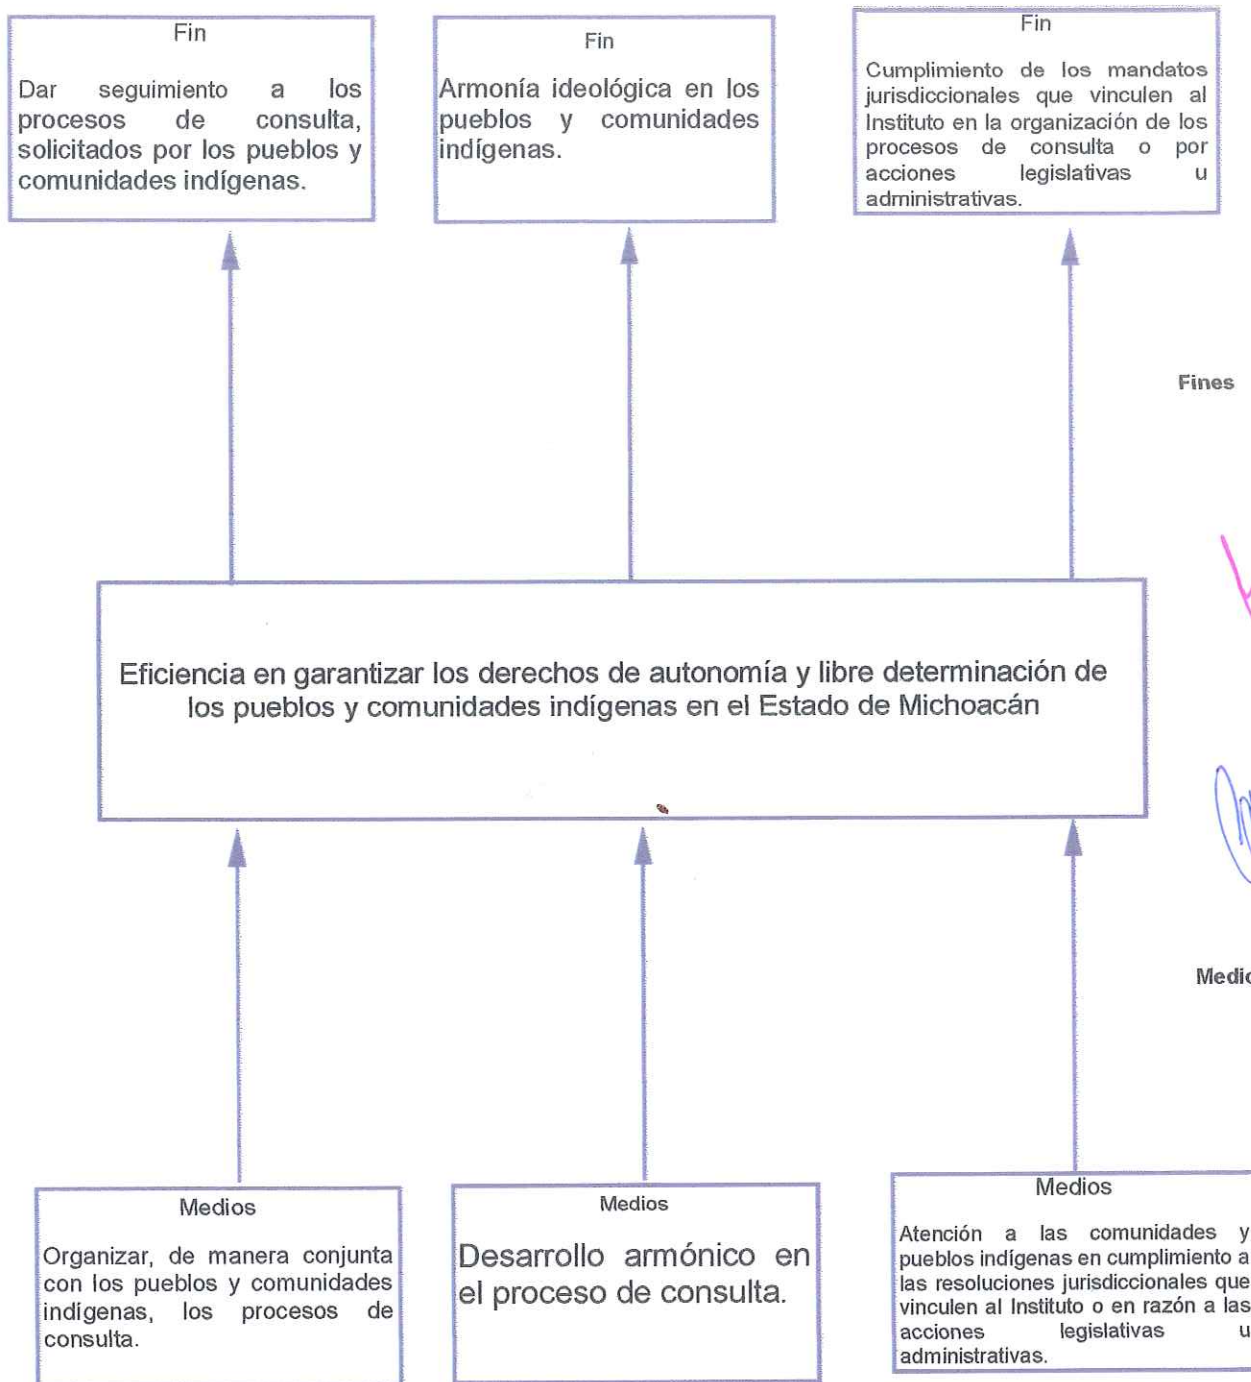 Fin
Dar seguimiento a los
procesos de consulta,
solicitados por los pueblos y
comunidades indígenas.
Fin
Armonía ideológica en los
pueblos y comunidades
indígenas.
Fin
Cumplimiento de los mandatos
jurisdiccionales que vinculen al
Instituto en la organización de los
procesos de consulta o por
acciones legislativas u
administrativas.
Fines
Eficiencia en garantizar los derechos de autonomía y libre determinación de
los pueblos y comunidades indígenas en el Estado de Michoacán
Medio
Medios
Organizar, de manera conjunta
con los pueblos y comunidades
indígenas, los procesos de
consulta.
Medios
Desarrollo armónico en
el proceso de consulta.
Medios
Atención a las comunidades y
pueblos indígenas en cumplimiento a
las resoluciones jurisdiccionales que
vinculen al Instituto o en razón a las
acciones legislativas u
administrativas.